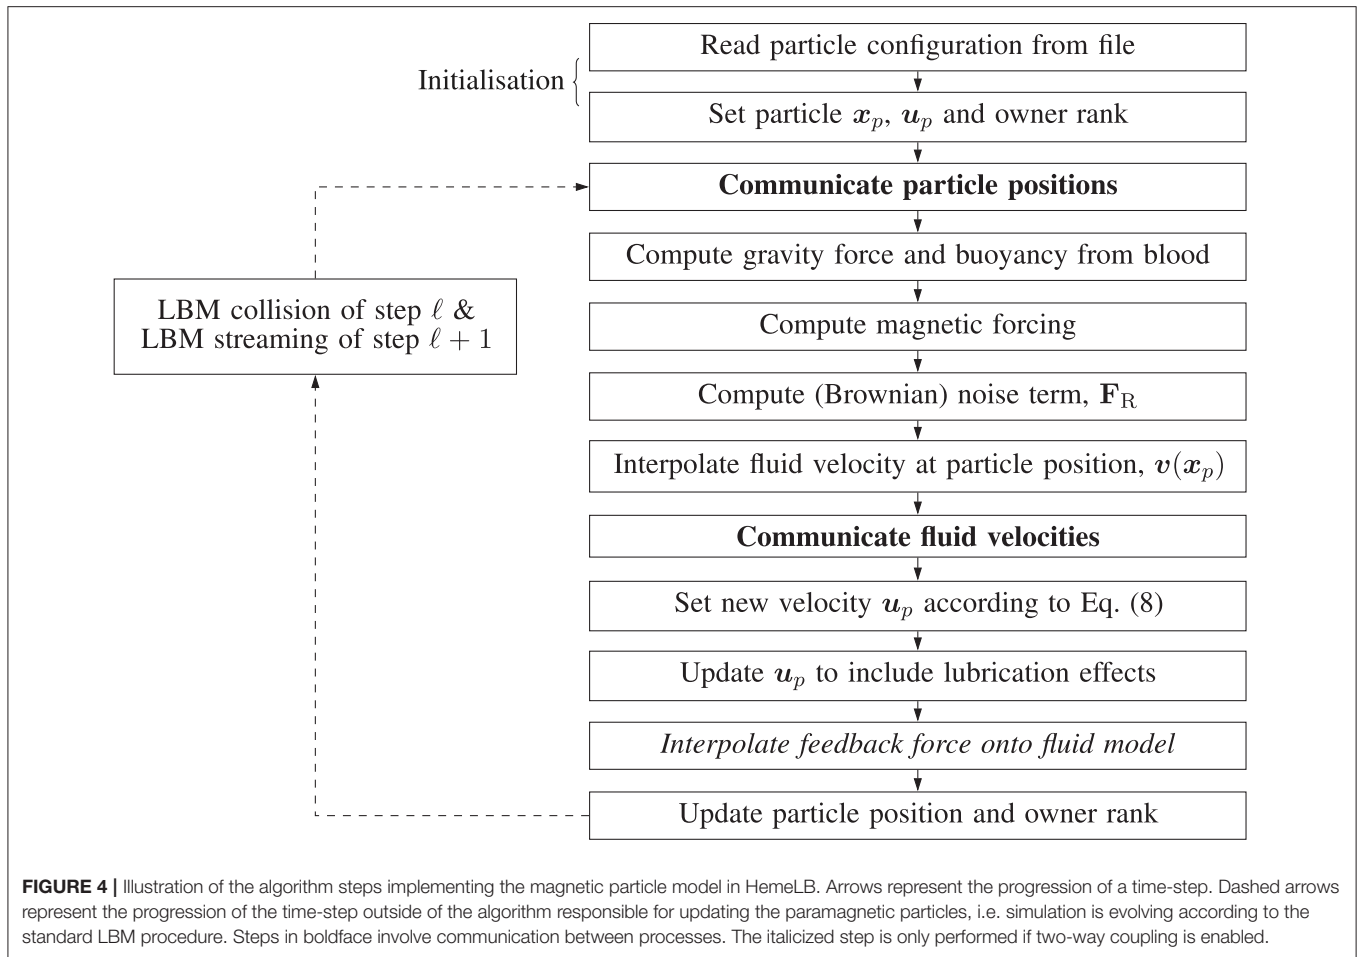 Read particle configuration from file
Initialisation
Set particle 𝒙ₚ, 𝒖ₚ and owner rank
Communicate particle positions
Compute gravity force and buoyancy from blood
LBM collision of step ℓ &
LBM streaming of step ℓ + 1
Compute magnetic forcing
Compute (Brownian) noise term, F_R
Interpolate fluid velocity at particle position, 𝒗(𝒙ₚ)
Communicate fluid velocities
Set new velocity 𝒖ₚ according to Eq. (8)
Update 𝒖ₚ to include lubrication effects
Interpolate feedback force onto fluid model
Update particle position and owner rank
FIGURE 4 | Illustration of the algorithm steps implementing the magnetic particle model in HemeLB. Arrows represent the progression of a time-step. Dashed arrows
represent the progression of the time-step outside of the algorithm responsible for updating the paramagnetic particles, i.e. simulation is evolving according to the
standard LBM procedure. Steps in boldface involve communication between processes. The italicized step is only performed if two-way coupling is enabled.